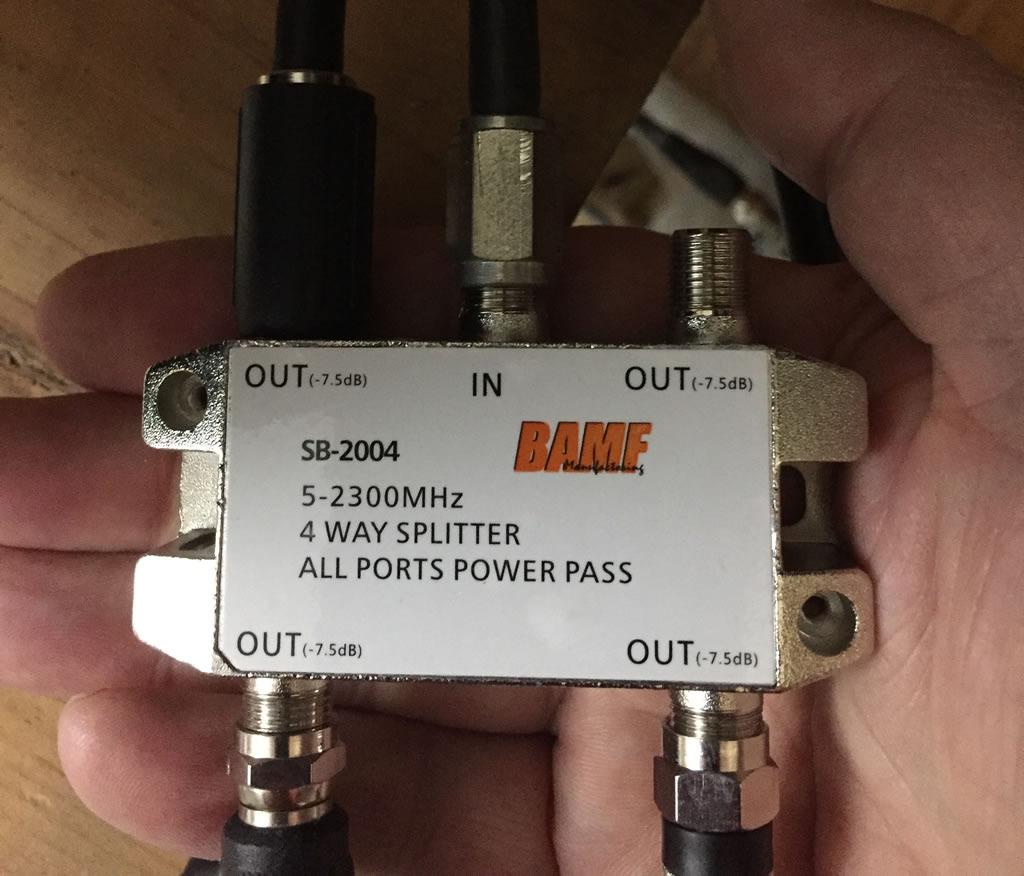 OUT(-7.5dB)
IN
OUT(-7.5dB)
SB-2004
BAMF
Manufacturing
5-2300MHz
4 WAY SPLITTER
ALL PORTS POWER PASS
OUT(-7.5dB)
OUT(-7.5dB)